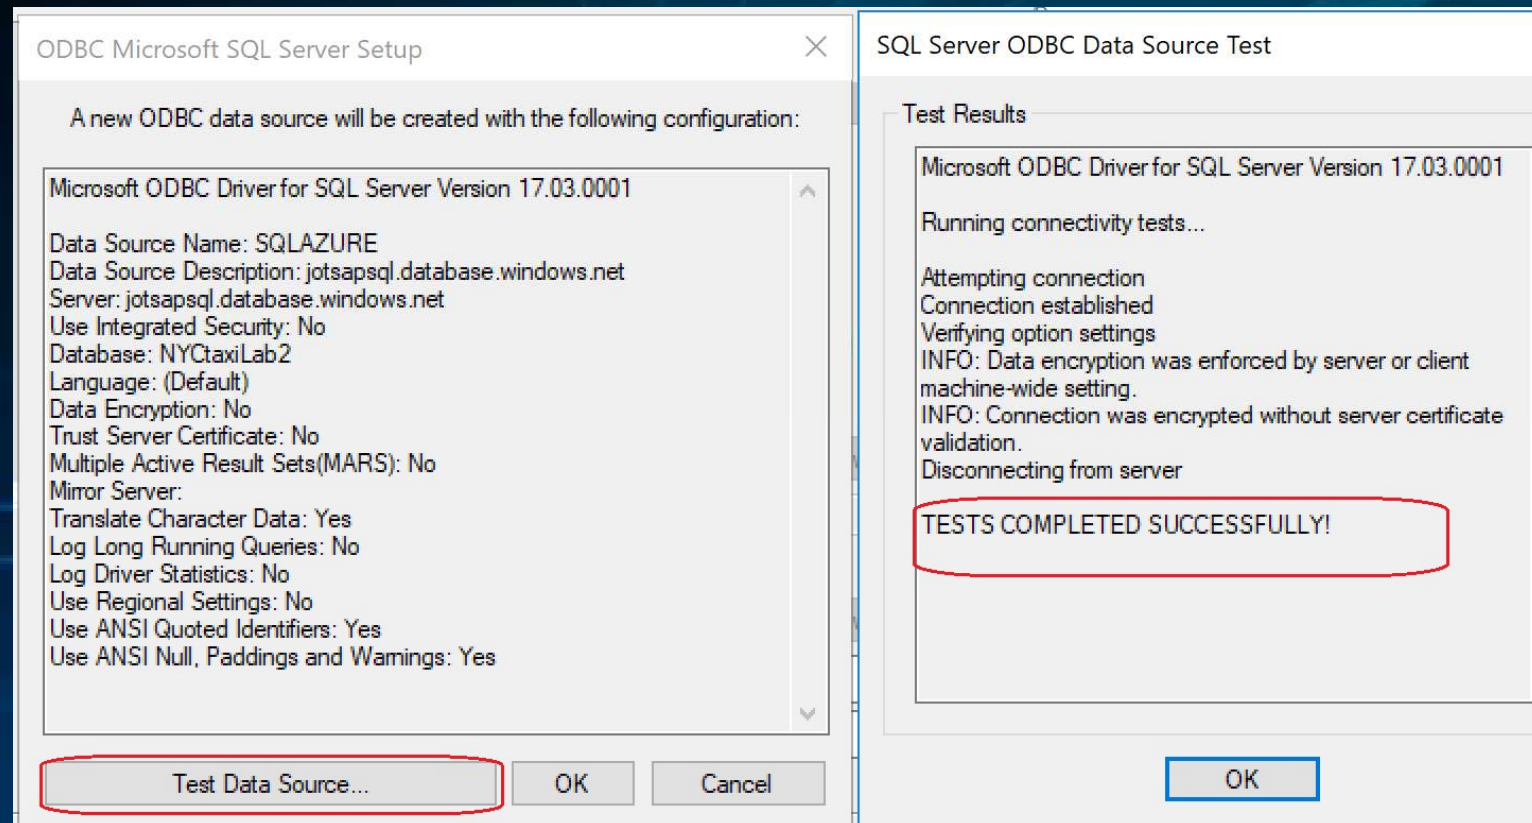 ODBC Microsoft SQL Server Setup
A new ODBC data source will be created with the following configuration:
Microsoft ODBC Driver for SQL Server Version 17.03.0001
Data Source Name: SQLAZURE
Data Source Description: jotsapsql.database.windows.net
Server: jotsapsql.database.windows.net
Use Integrated Security: No
Database: NYCtaxiLab2
Language: (Default)
Data Encryption: No
Trust Server Certificate: No
Multiple Active Result Sets(MARS): No
Mirror Server:
Translate Character Data: Yes
Log Long Running Queries: No
Log Driver Statistics: No
Use Regional Settings: No
Use ANSI Quoted Identifiers: Yes
Use ANSI Null, Paddings and Warnings: Yes
Test Data Source...
OK
Cancel
SQL Server ODBC Data Source Test
Test Results
Microsoft ODBC Driver for SQL Server Version 17.03.0001
Running connectivity tests...
Attempting connection
Connection established
Verifying option settings
INFO: Data encryption was enforced by server or client
machine-wide setting.
INFO: Connection was encrypted without server certificate
validation.
Disconnecting from server
TESTS COMPLETED SUCCESSFULLY!
OK